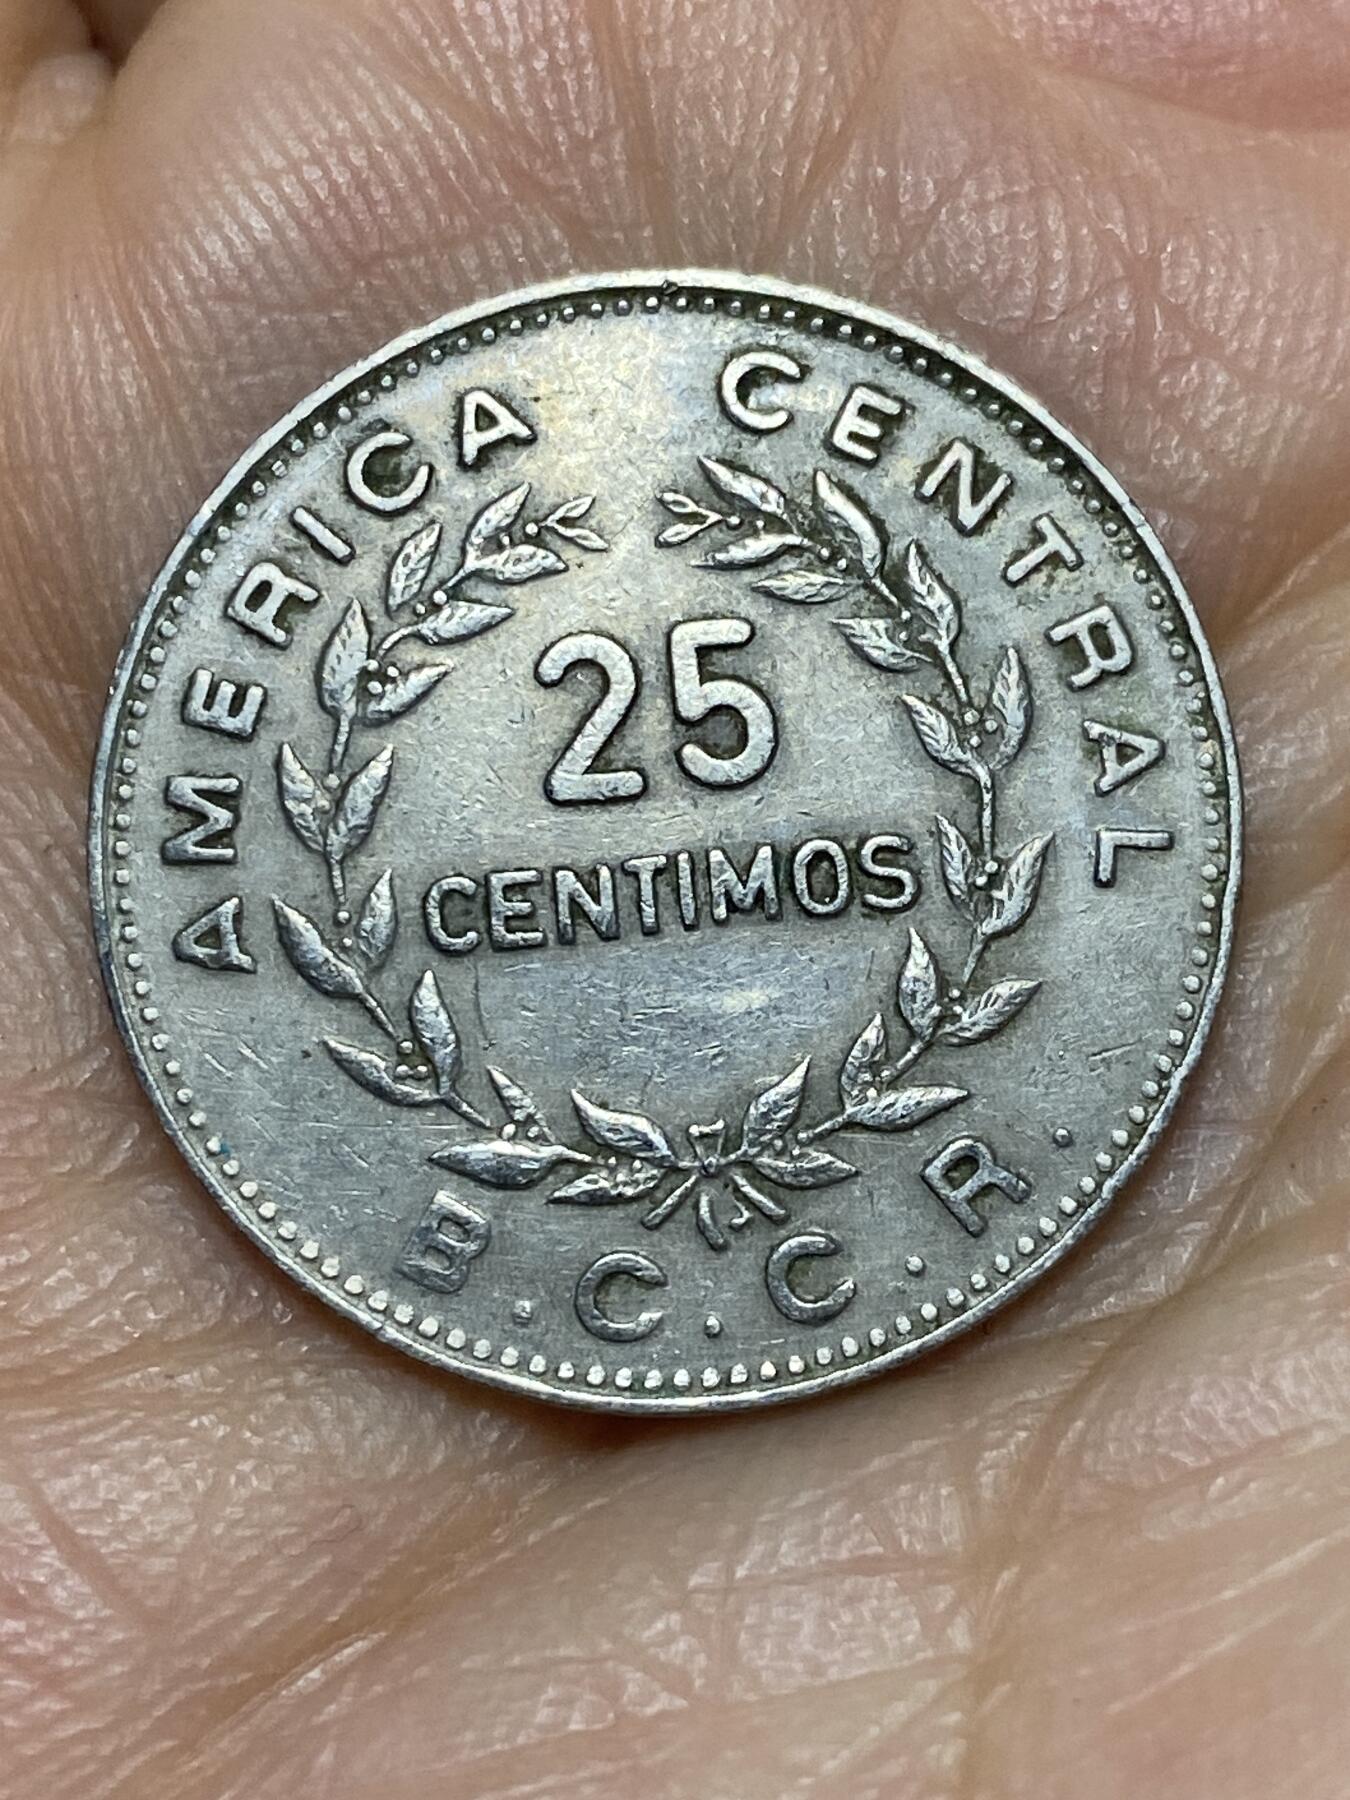 AMERICA CENTRAL
25
CENTIMOS
B.C.C.R.